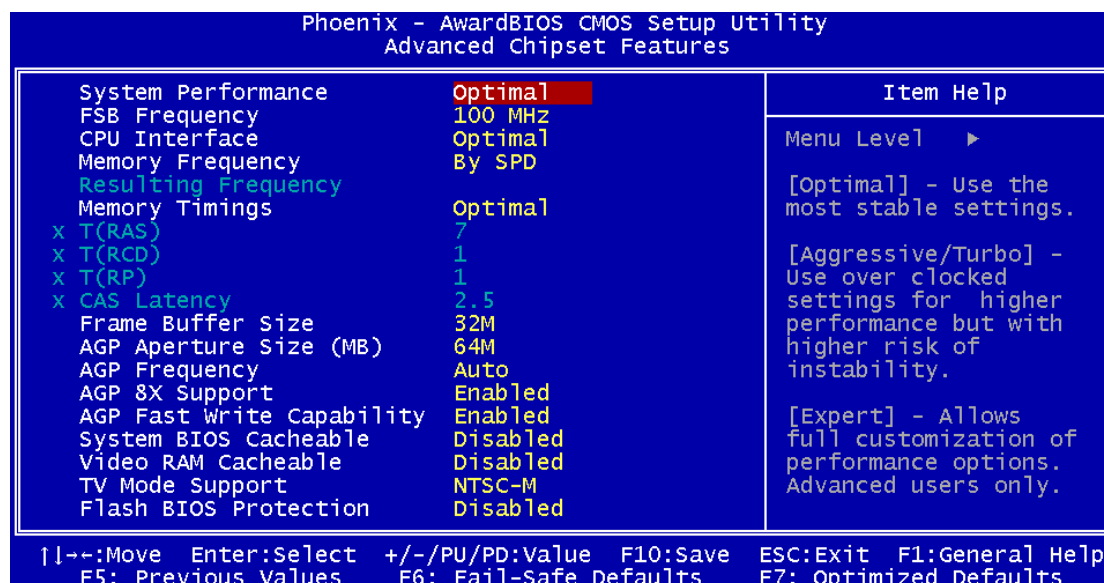 Phoenix - AwardBIOS CMOS Setup Utility
Advanced Chipset Features
System Performance Optimal
FSB Frequency 100 MHz
CPU Interface Optimal
Memory Frequency By SPD
Resulting Frequency
Memory Timings Optimal
x T(RAS) 7
x T(RCD) 1
x T(RP) 1
x CAS Latency 2.5
Frame Buffer Size 32M
AGP Aperture Size (MB) 64M
AGP Frequency Auto
AGP 8X Support Enabled
AGP Fast Write Capability Enabled
System BIOS Cacheable Disabled
Video RAM Cacheable Disabled
TV Mode Support NTSC-M
Flash BIOS Protection Disabled
Item Help
Menu Level ▶
[Optimal] - Use the
most stable settings.
[Aggressive/Turbo] -
Use over clocked
settings for higher
performance but with
higher risk of
instability.
[Expert] - Allows
full customization of
performance options.
Advanced users only.
↑↓→←:Move Enter:Select +/-/PU/PD:Value F10:Save ESC:Exit F1:General Help
F5: Previous Values F6: Fail-Safe Defaults F7: Optimized Defaults